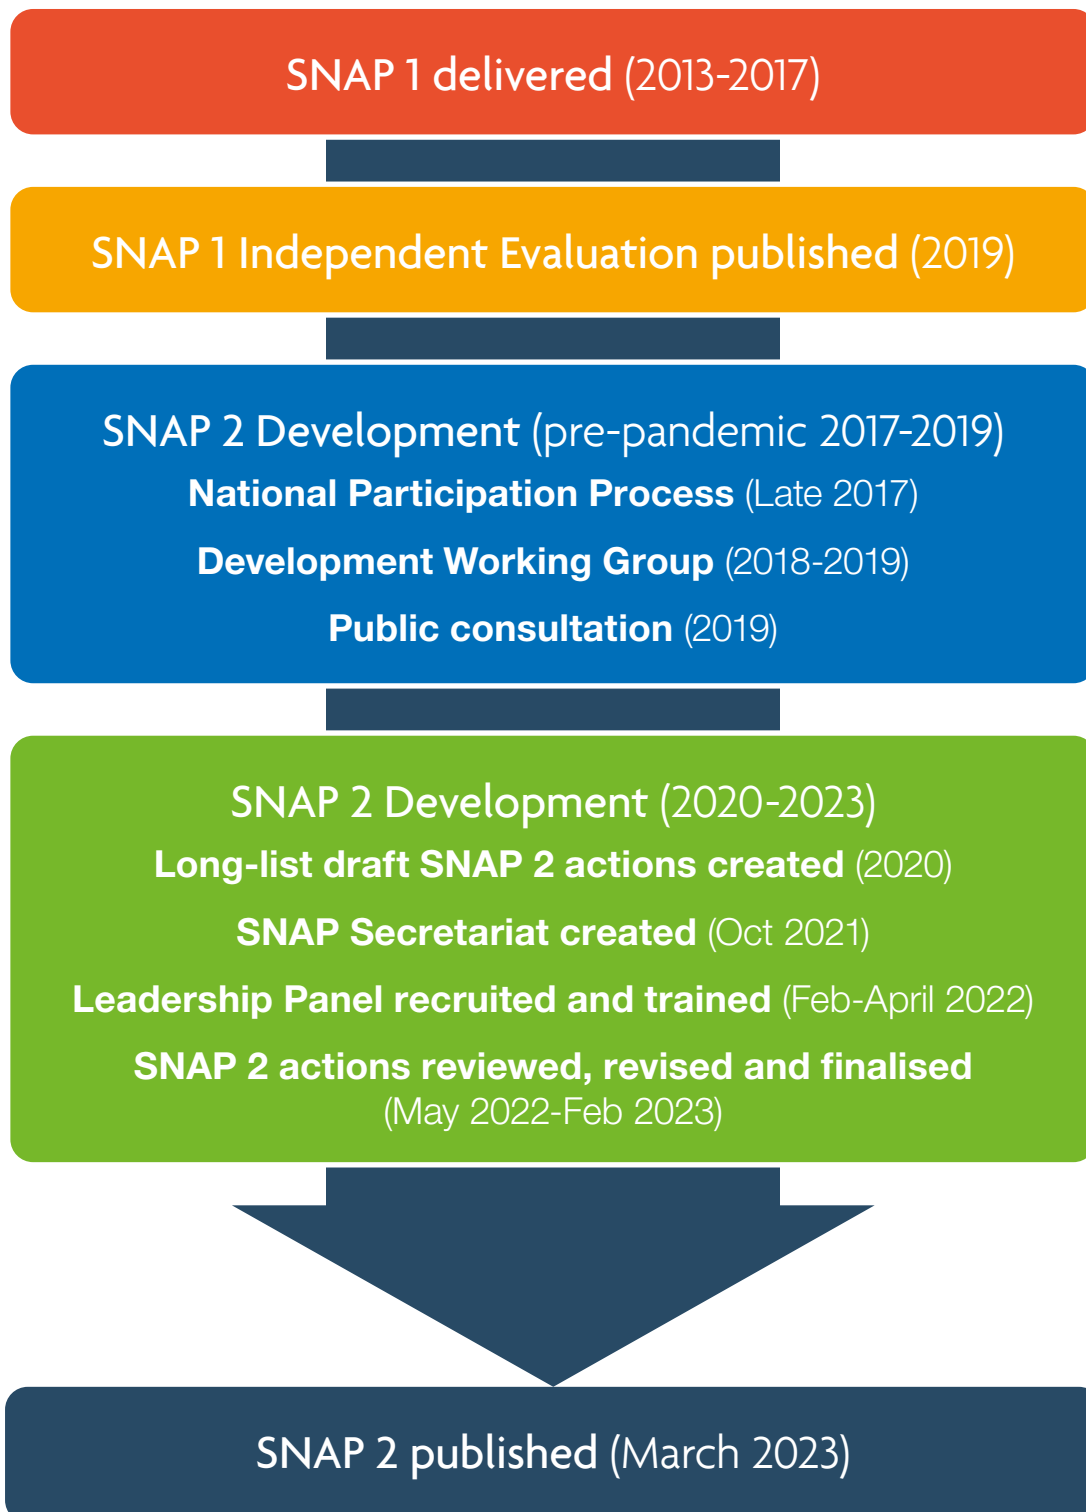 SNAP 1 delivered (2013-2017)
SNAP 1 Independent Evaluation published (2019)
SNAP 2 Development (pre-pandemic 2017-2019)
National Participation Process (Late 2017)
Development Working Group (2018-2019)
Public consultation (2019)
SNAP 2 Development (2020-2023)
Long-list draft SNAP 2 actions created (2020)
SNAP Secretariat created (Oct 2021)
Leadership Panel recruited and trained (Feb-April 2022)
SNAP 2 actions reviewed, revised and finalised
(May 2022-Feb 2023)
SNAP 2 published (March 2023)